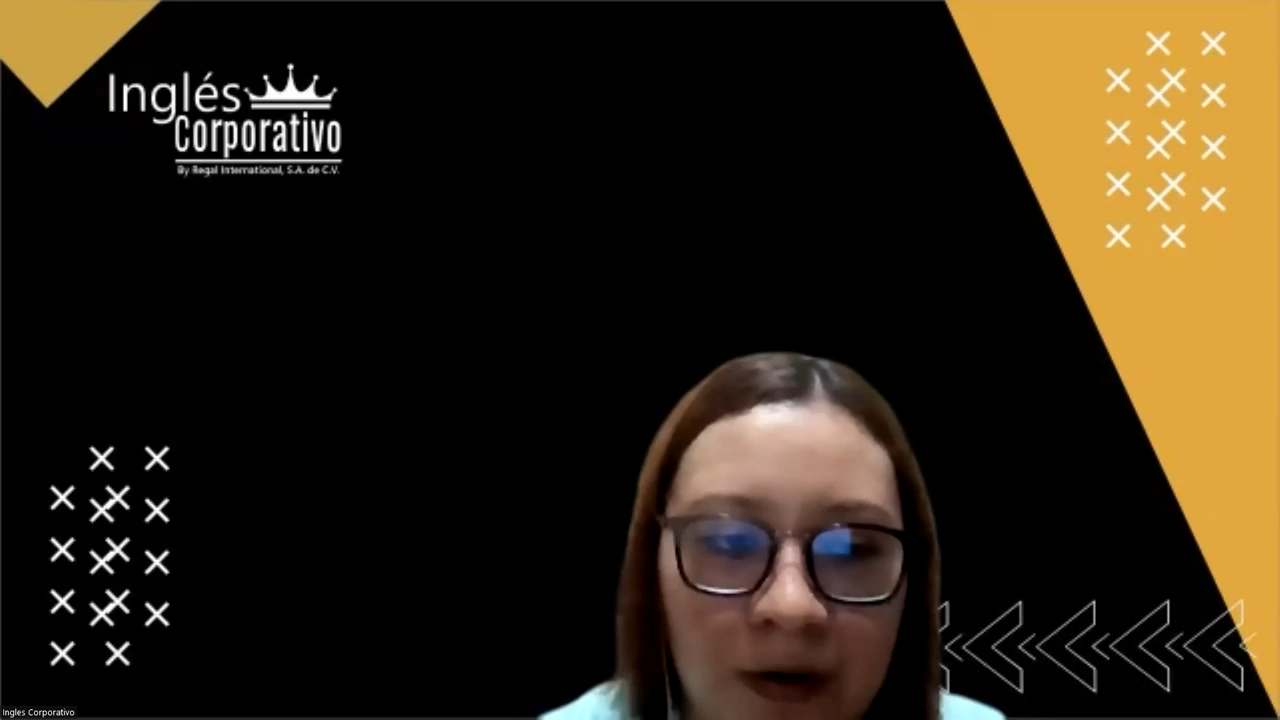 Inglés
Corporativo
By Regal International, S.A. de C.V.
Ingles Corporativo